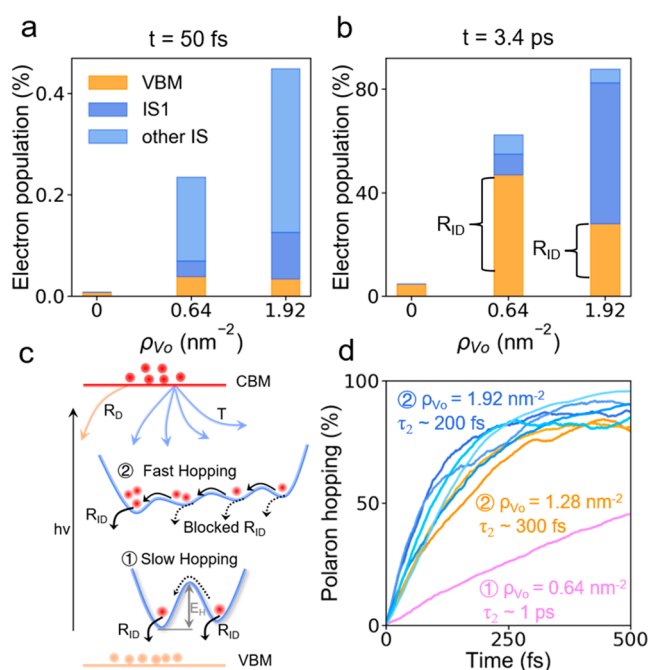 a
t = 50 fs
Electron population (%)
0.4
0.2
0.0
VBM
IS1
other IS
0
0.64
1.92
ρVo (nm⁻²)
b
t = 3.4 ps
Electron population (%)
80
40
0
RID
RID
0
0.64
1.92
ρVo (nm⁻²)
c
CBM
RD
T
② Fast Hopping
RID
Blocked RID
hν
① Slow Hopping
EH
RID
RID
VBM
d
Polaron hopping (%)
100
50
0
② ρVo = 1.92 nm⁻²
τ2 ~ 200 fs
② ρVo = 1.28 nm⁻²
τ2 ~ 300 fs
① ρVo = 0.64 nm⁻²
τ2 ~ 1 ps
0
250
500
Time (fs)